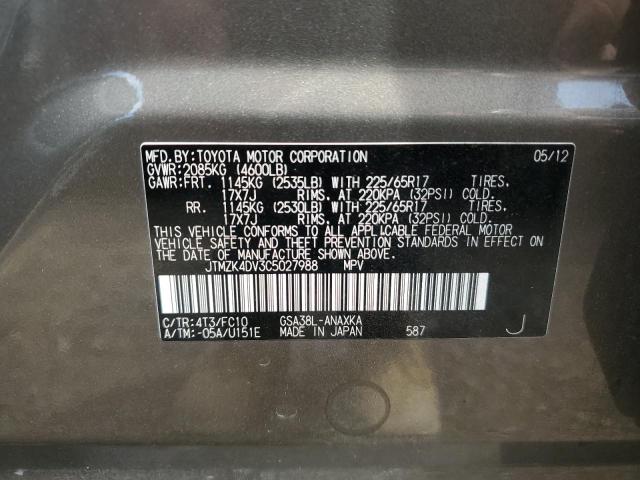 MFD. BY: TOYOTA MOTOR CORPORATION 05/12
GVWR: 2085KG (4600LB)
GAWR: FRT. 1145KG (2535LB) WITH 225/65R17 TIRES,
17X7J RIMS, AT 220KPA (32PSI) COLD.
RR. 1145KG (2530LB) WITH 225/65R17 TIRES,
17X7J RIMS, AT 220KPA (32PSI) COLD.
THIS VEHICLE CONFORMS TO ALL APPLICABLE FEDERAL MOTOR
VEHICLE SAFETY AND THEFT PREVENTION STANDARDS IN EFFECT
ON THE DATE OF MANUFACTURE SHOWN ABOVE.
JTMZK4DV3C5027988 MPV
C/TR: 4T3/FC10 GSA38L-ANAXKA
A/TM: -05A/U151E MADE IN JAPAN 587 J